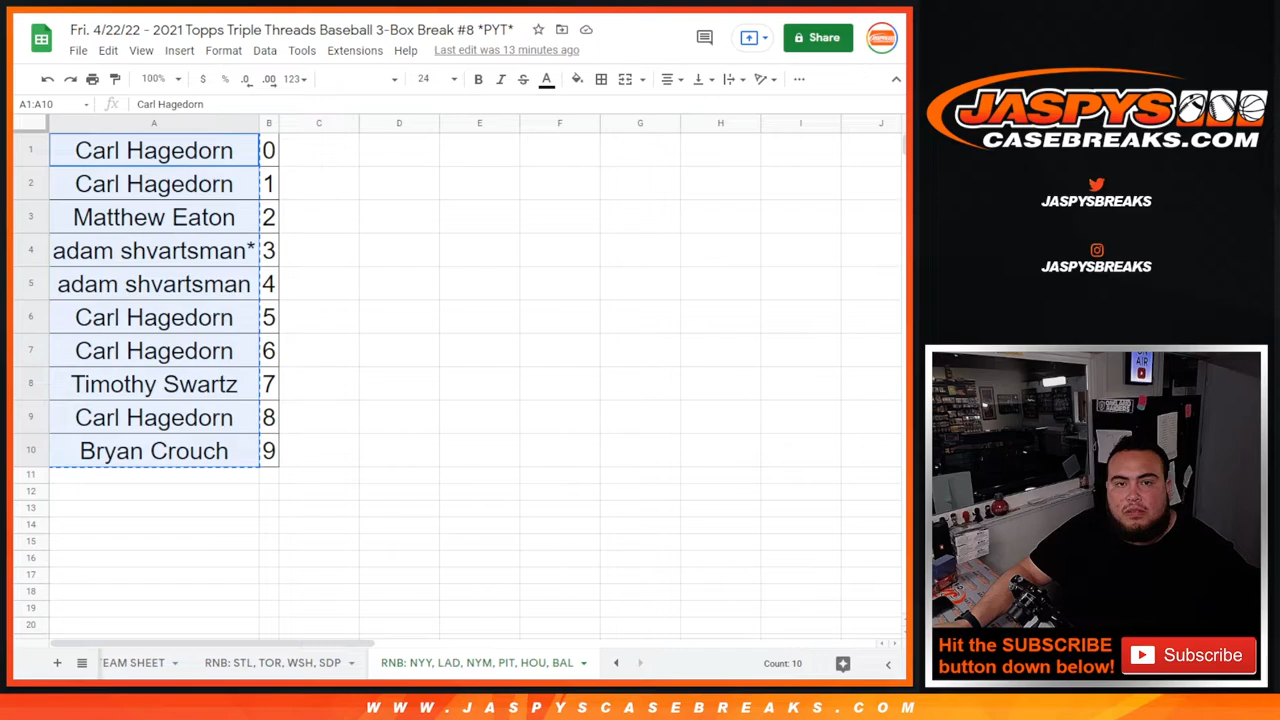 Fri. 4/22/22 - 2021 Topps Triple Threads Baseball 3-Box Break #8 *PYT*
File Edit View Insert Format Data Tools Extensions Help Last edit was 13 minutes ago
Share
100% $ % .0 .00 123 24 B I S A
A1:A10 fx Carl Hagedorn
A B C D E F G H I J
1 Carl Hagedorn 0
2 Carl Hagedorn 1
3 Matthew Eaton 2
4 adam shvartsman* 3
5 adam shvartsman 4
6 Carl Hagedorn 5
7 Carl Hagedorn 6
8 Timothy Swartz 7
9 Carl Hagedorn 8
10 Bryan Crouch 9
11
12
13
14
15
16
17
18
19
20
EAM SHEET RNB: STL, TOR, WSH, SDP RNB: NYY, LAD, NYM, PIT, HOU, BAL Count: 10
JASPYS
CASEBREAKS.COM
JASPYSBREAKS
JASPYSBREAKS
ON
AIR
Hit the SUBSCRIBE
button down below!
Subscribe
WWW.JASPYSCASEBREAKS.COM